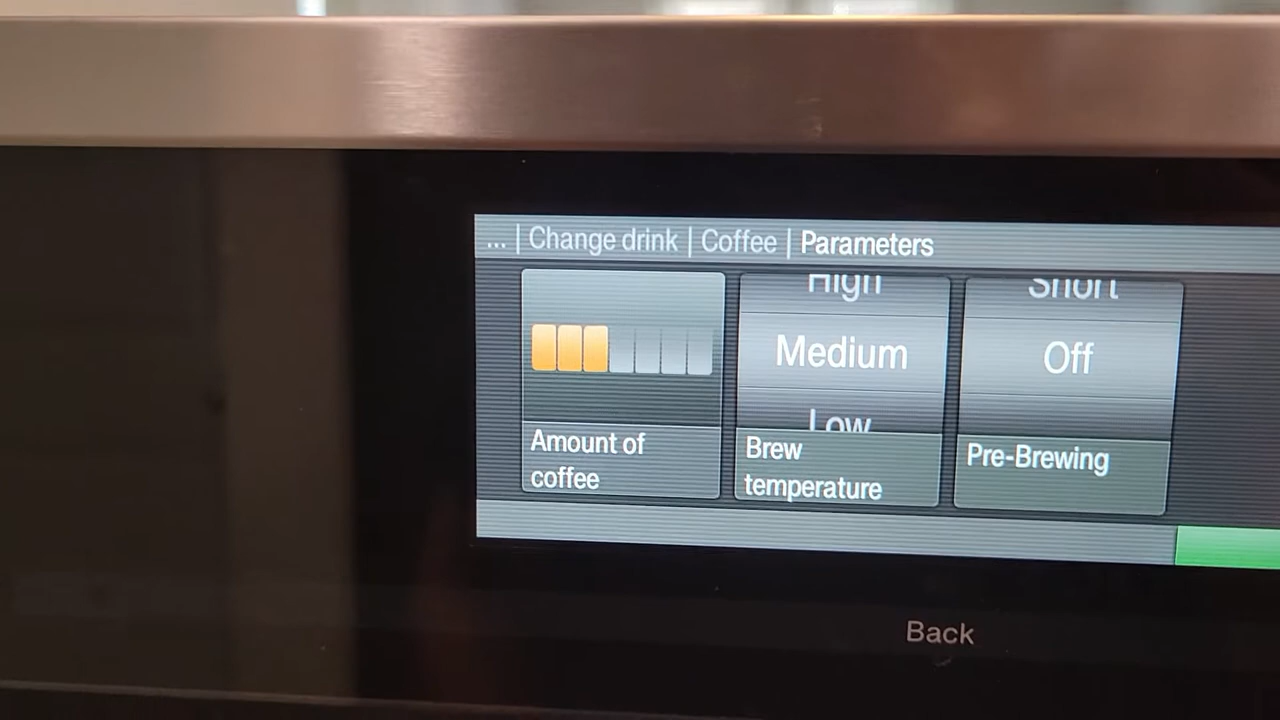 ... | Change drink | Coffee | Parameters
High
Short
Medium
Off
Low
Amount of
coffee
Brew
temperature
Pre-Brewing
Back